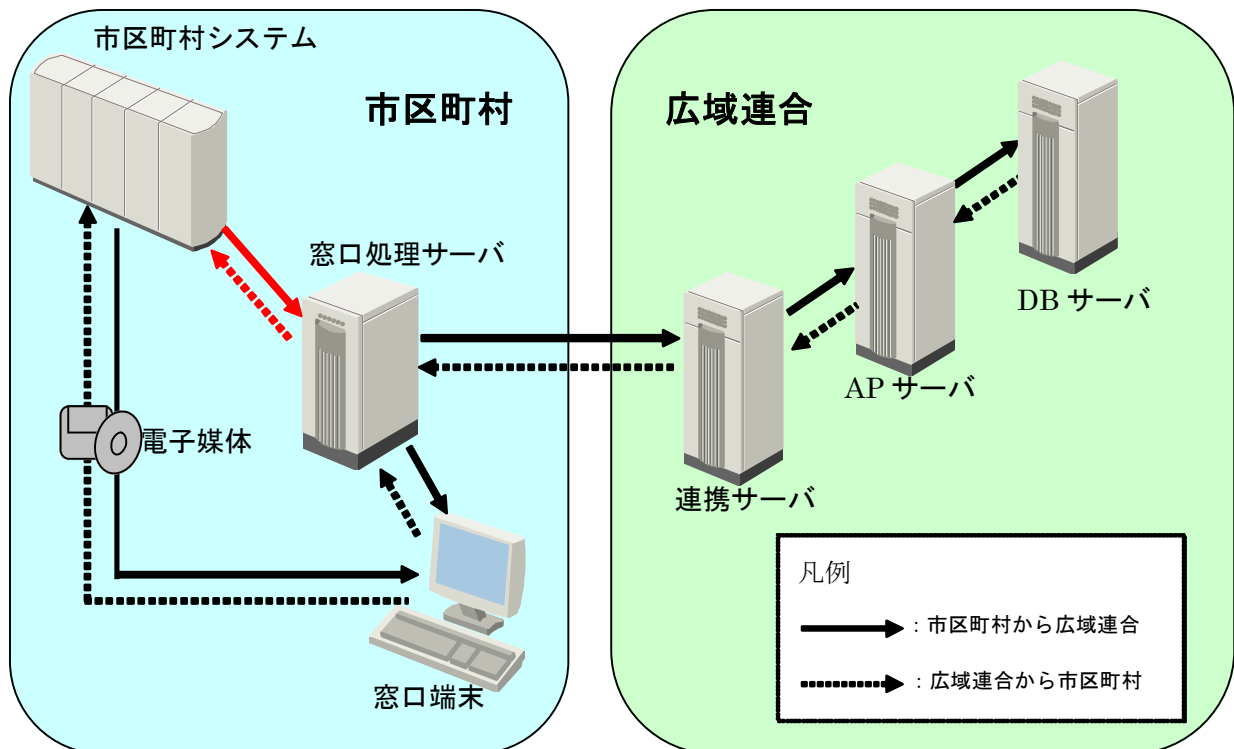 市区町村システム
市区町村
広域連合
窓口処理サーバ
DB サーバ
AP サーバ
電子媒体
連携サーバ
窓口端末
凡例
：市区町村から広域連合
：広域連合から市区町村